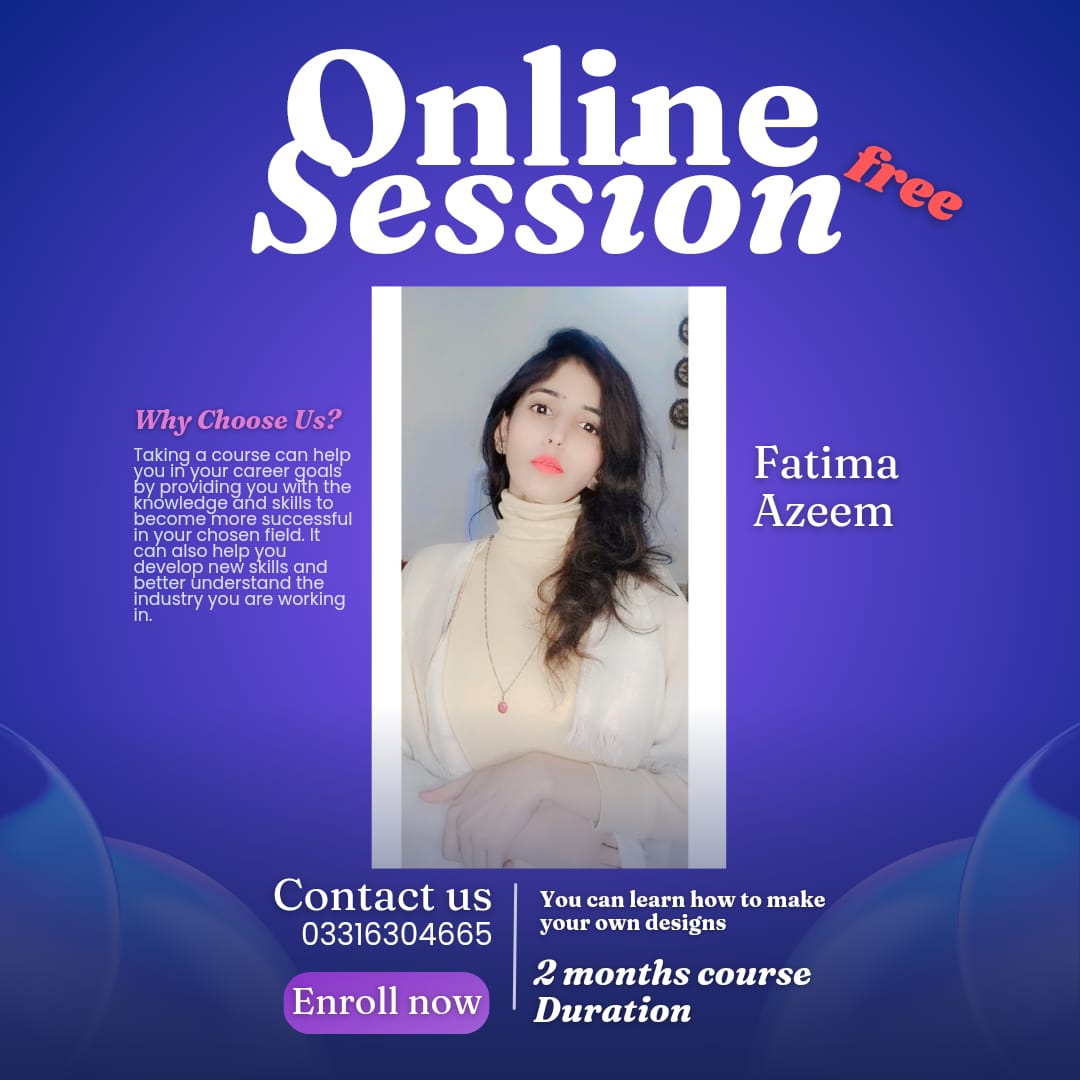 Online
Session
free
Why Choose Us?
Taking a course can help
you in your career goals
by providing you with the
knowledge and skills to
become more successful
in your chosen field. It
can also help you
develop new skills and
better understand the
industry you are working
in.
Fatima
Azeem
Contact us
03316304665
Enroll now
You can learn how to make
your own designs
2 months course
Duration